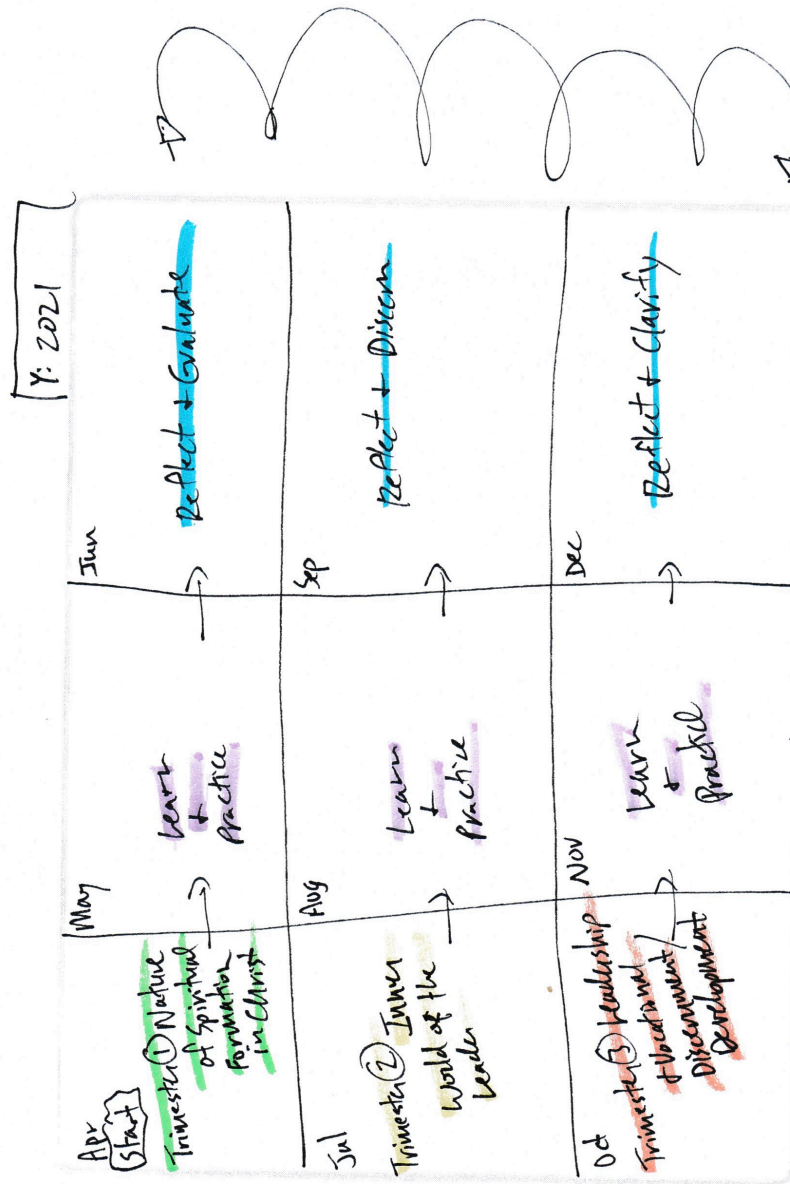 Y: 2021
Apr
Start
Trimester 1 Nature
of Spiritual
Formation
in Christ
May
Learn
+
Practice
Jun
Reflect + Evaluate
Jul
Trimester 2 Inner
World of the
Leader
Aug
Learn
+
Practice
Sep
Reflect + Discern
Oct
Trimester 3 Leadership
+ Vocational
Discernment
Development
Nov
Learn
+
Practice
Dec
Reflect + Clarify